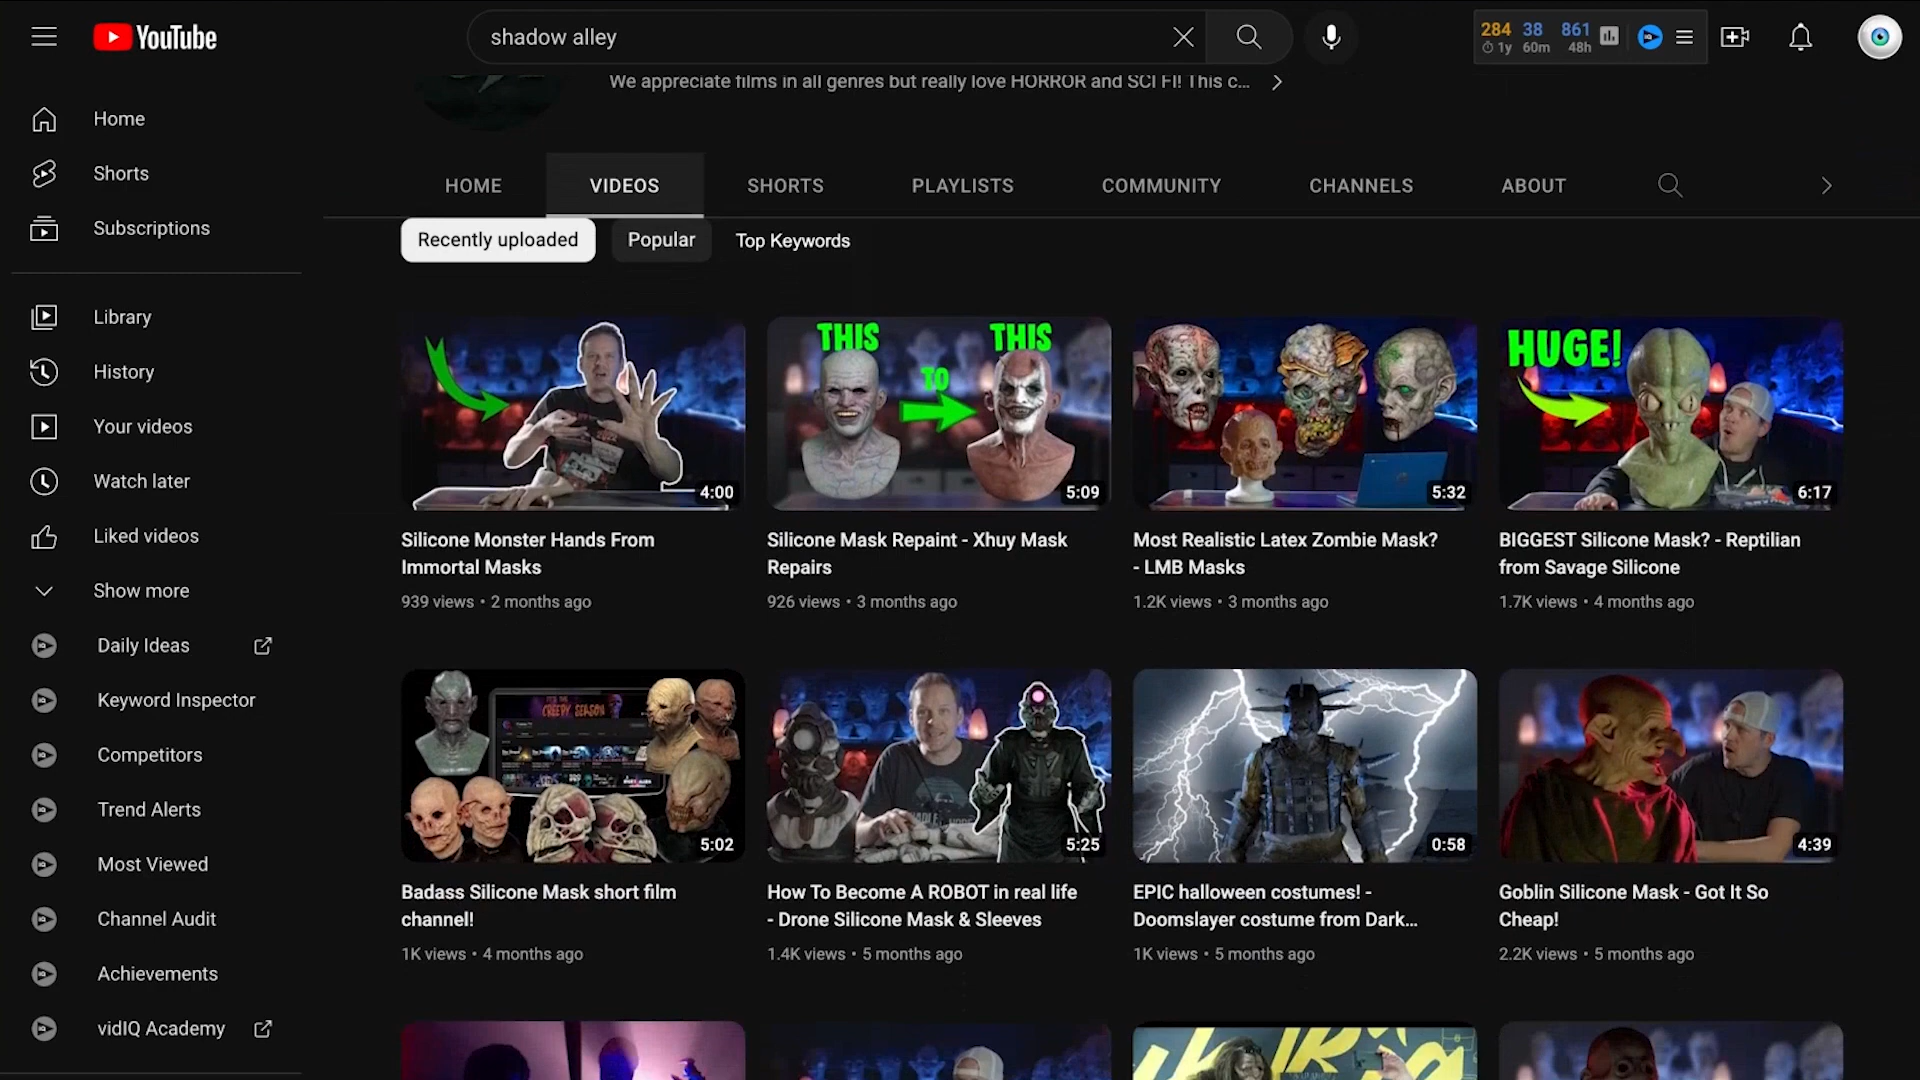 YouTube
shadow alley
284 38 861
1y 60m 48h
We appreciate films in all genres but really love HORROR and SCI FI! This c...
Home
Shorts
Subscriptions
Library
History
Your videos
Watch later
Liked videos
Show more
Daily Ideas
Keyword Inspector
Competitors
Trend Alerts
Most Viewed
Channel Audit
Achievements
vidIQ Academy
HOME VIDEOS SHORTS PLAYLISTS COMMUNITY CHANNELS ABOUT
Recently uploaded Popular Top Keywords
4:00
THIS TO THIS
5:09
5:32
HUGE!
6:17
Silicone Monster Hands From
Immortal Masks
939 views • 2 months ago
Silicone Mask Repaint - Xhuy Mask
Repairs
926 views • 3 months ago
Most Realistic Latex Zombie Mask?
- LMB Masks
1.2K views • 3 months ago
BIGGEST Silicone Mask? - Reptilian
from Savage Silicone
1.7K views • 4 months ago
CREEPY SEASON
5:02
5:25
0:58
4:39
Badass Silicone Mask short film
channel!
1K views • 4 months ago
How To Become A ROBOT in real life
- Drone Silicone Mask & Sleeves
1.4K views • 5 months ago
EPIC halloween costumes! -
Doomslayer costume from Dark...
1K views • 5 months ago
Goblin Silicone Mask - Got It So
Cheap!
2.2K views • 5 months ago